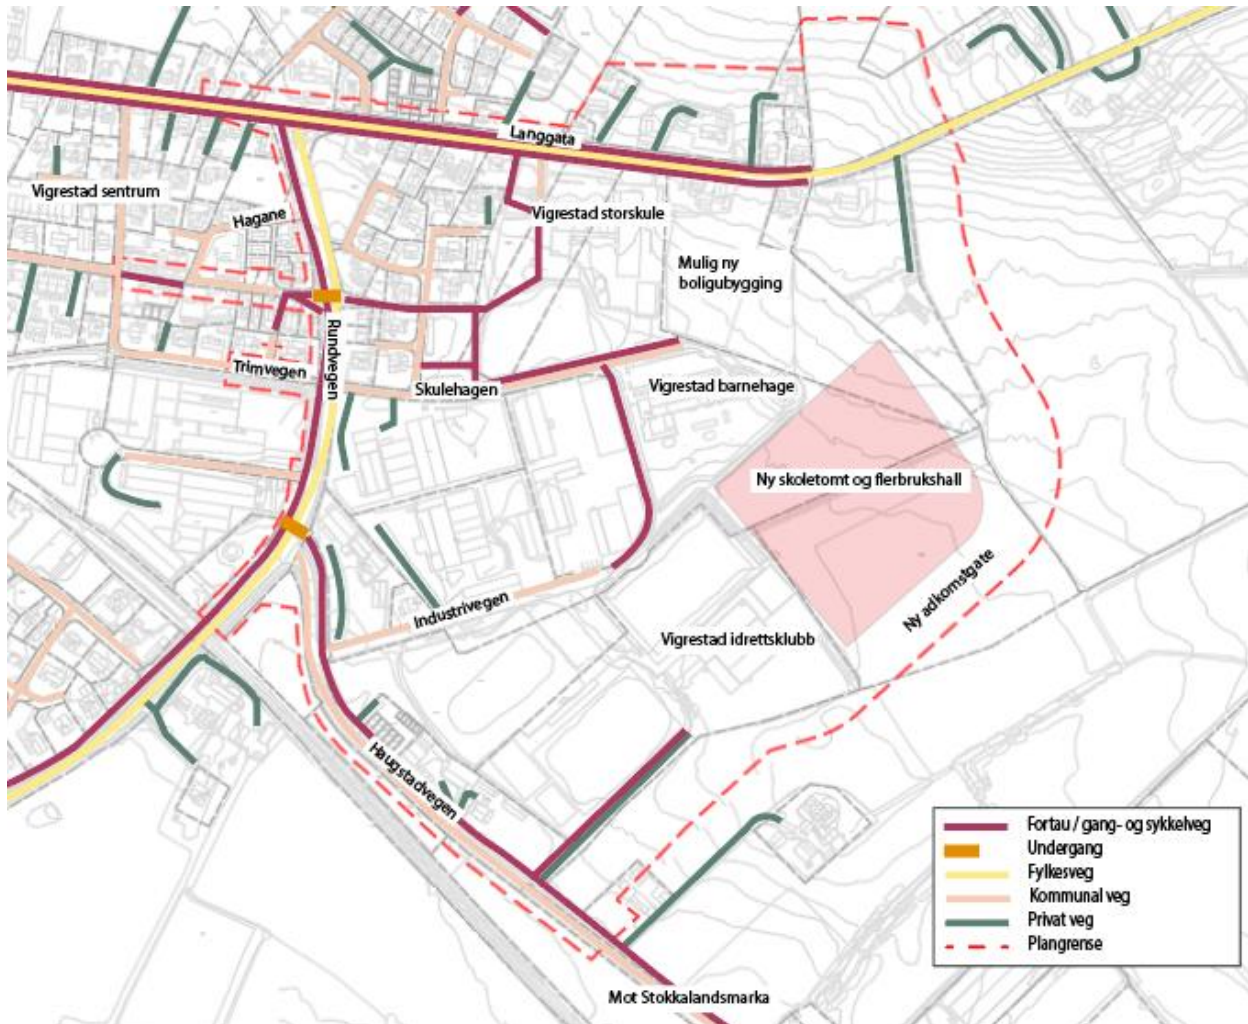 Langgata
Vigrestad sentrum
Hagane
Vigrestad storskule
Mulig ny
boligubygging
Rundvegen
Trimvegen
Skulehagen
Vigrestad barnehage
Ny skoletomt og flerbrukshall
Ny adkomstgate
Industrivegen
Vigrestad idrettsklubb
Haugstadvegen
Mot Stokkalandsmarka
Fortau / gang- og sykkelveg
Undergang
Fylkesveg
Kommunal veg
Privat veg
Plangrense